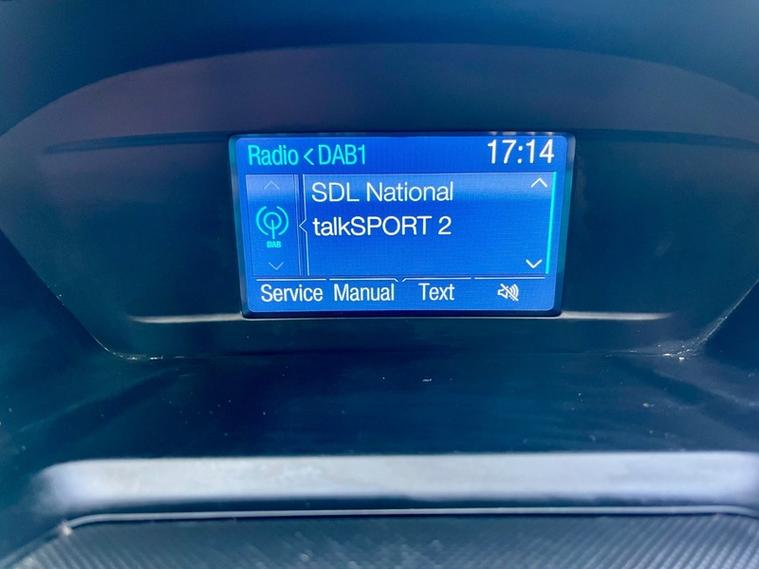 Radio < DAB1 17:14
SDL National
talkSPORT 2
DAB
Service Manual Text